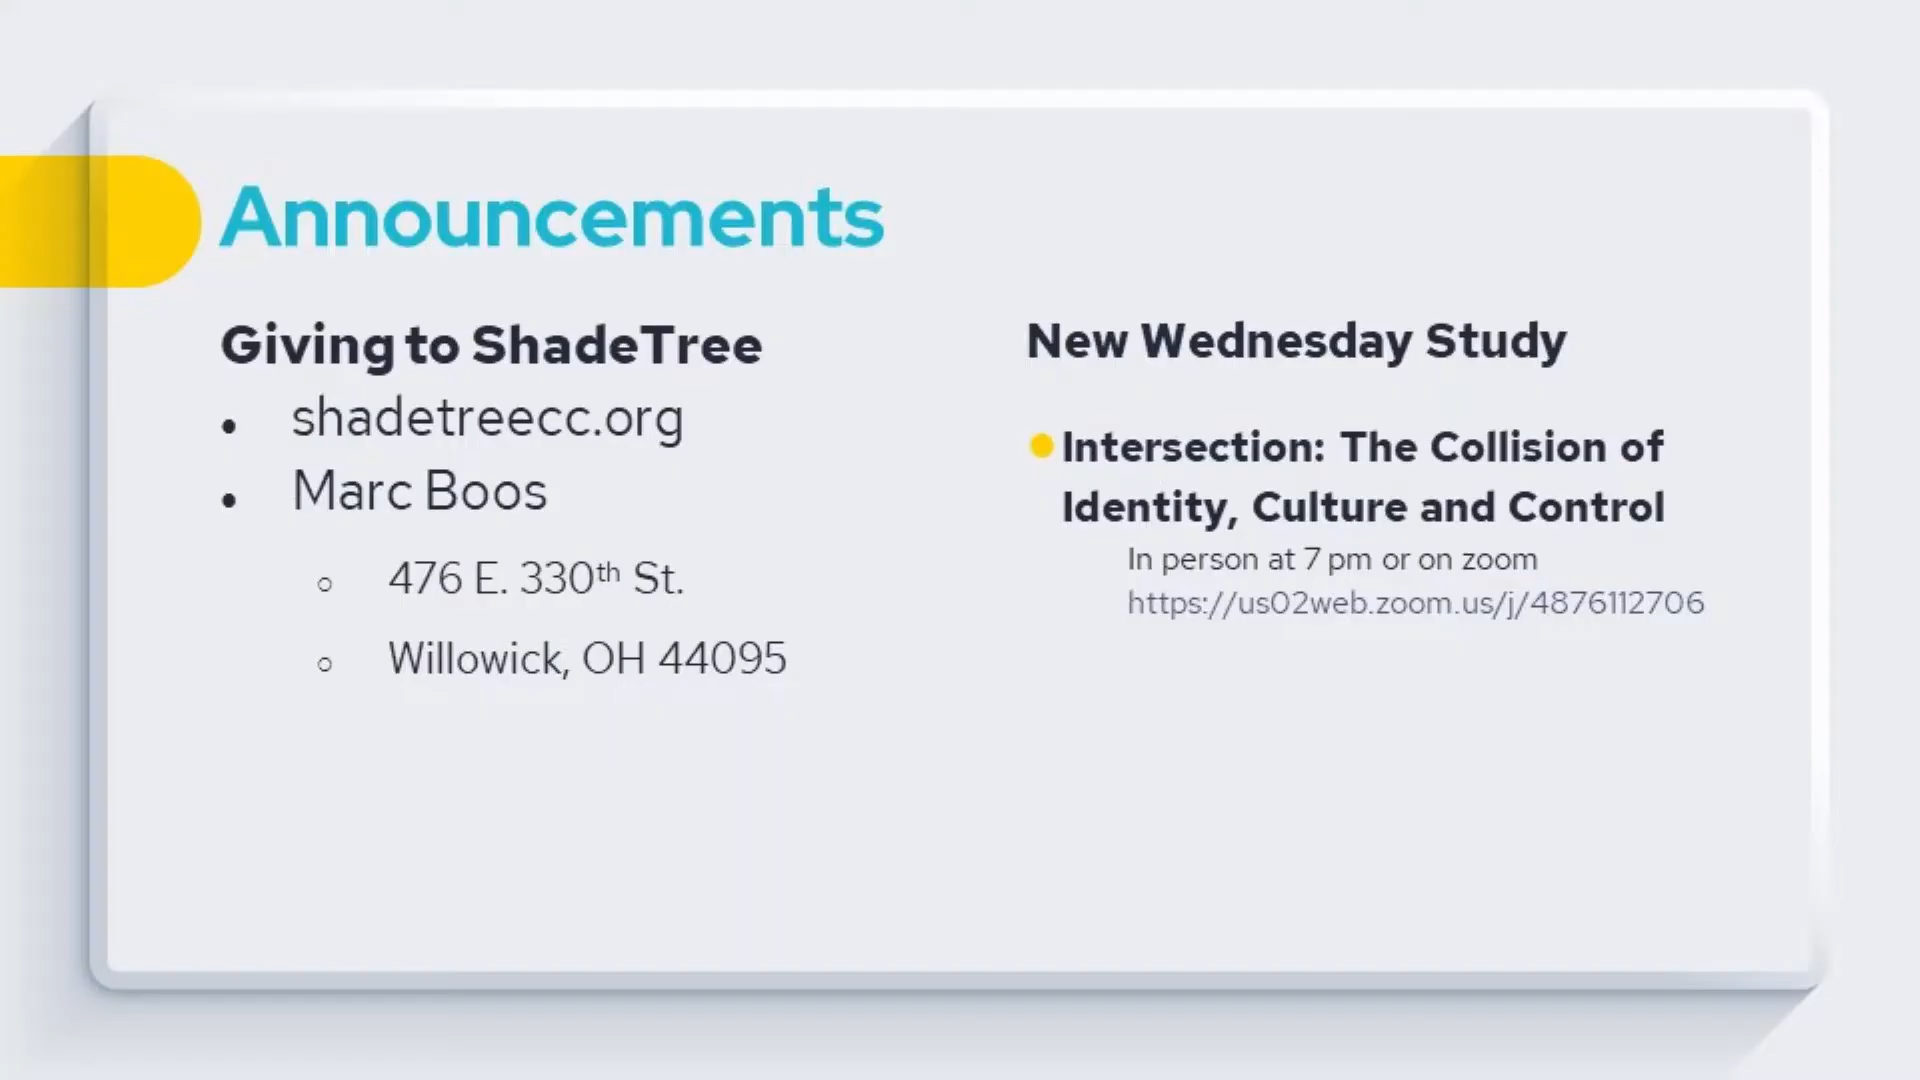 Announcements
Giving to ShadeTree
• shadetreecc.org
• Marc Boos
○ 476 E. 330th St.
○ Willowick, OH 44095
New Wednesday Study
Intersection: The Collision of
Identity, Culture and Control
In person at 7 pm or on zoom
https://us02web.zoom.us/j/4876112706